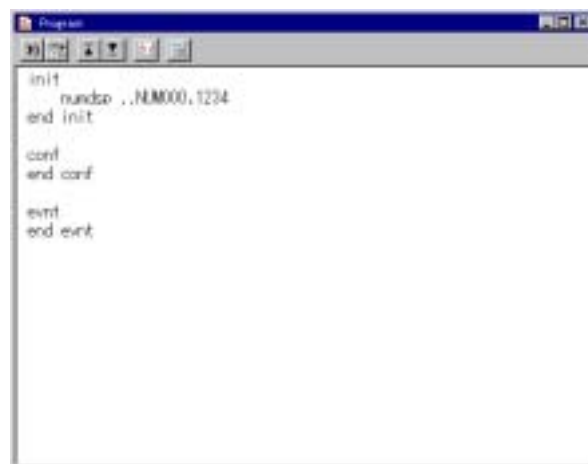 Program
init
numdsp ..NUM000,1234
end init
conf
end conf
evnt
end evnt